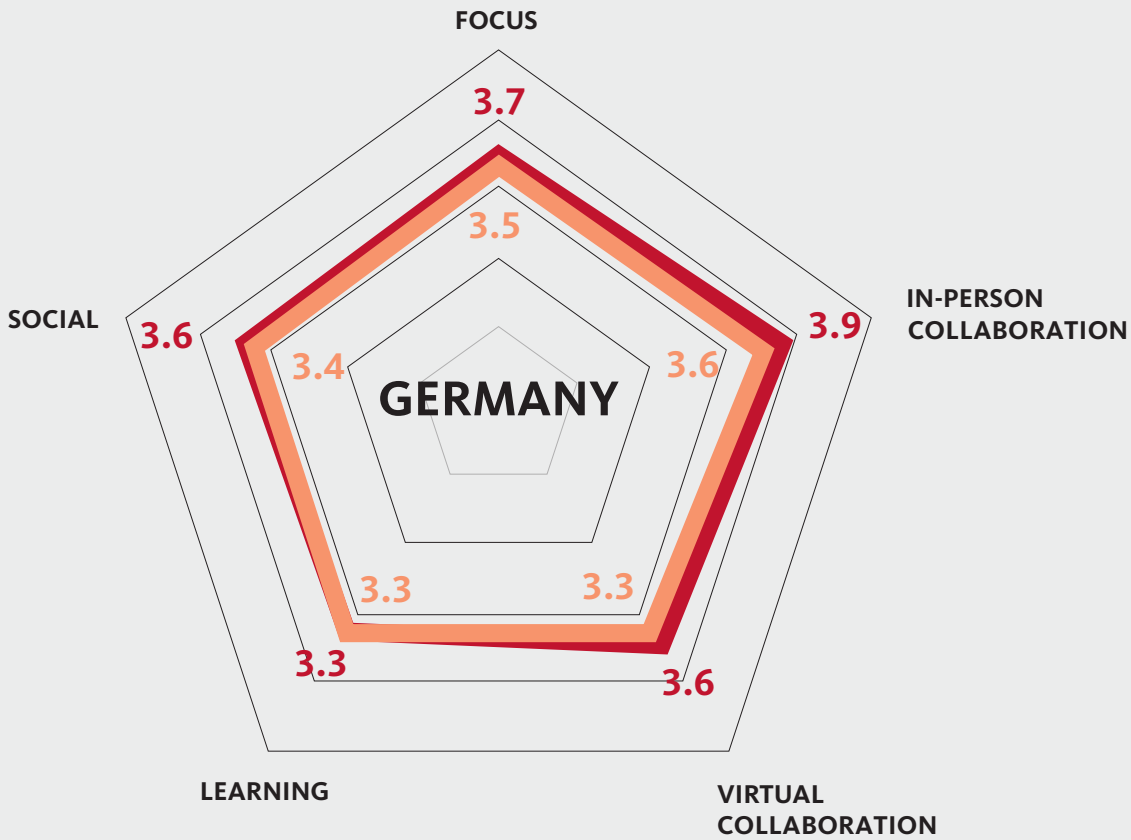 FOCUS
3.7
3.5
SOCIAL
3.6
3.4
GERMANY
3.6
3.9
IN-PERSON
COLLABORATION
3.3
3.3
3.3
3.6
LEARNING
VIRTUAL
COLLABORATION